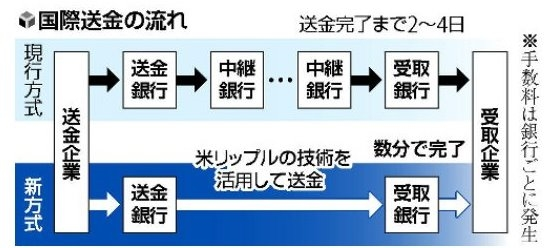 国際送金の流れ
送金完了まで2〜4日
現行方式
送金企業
送金
銀行
中継
銀行
…
中継
銀行
受取
銀行
受取企業
※手数料は銀行ごとに発生
新方式
送金
銀行
米リップルの技術を
活用して送金
数分で完了
受取
銀行